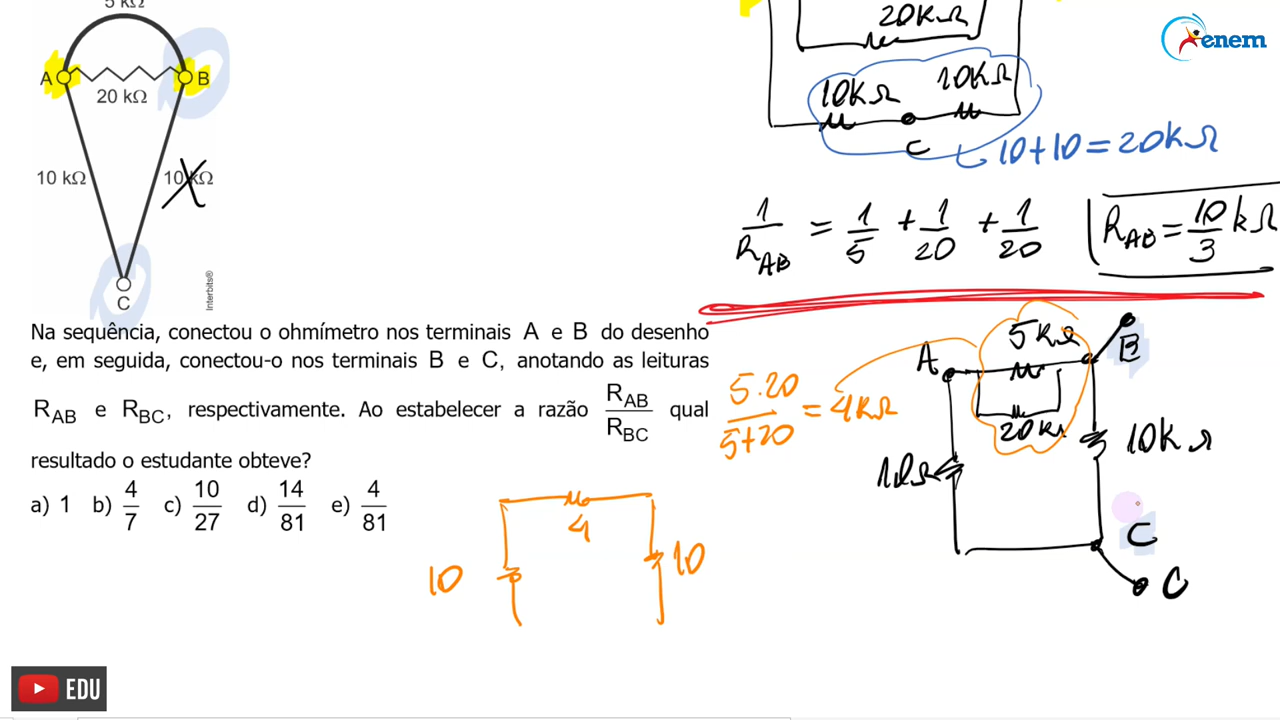 5 kΩ
A
B
20 kΩ
10 kΩ
10 kΩ
C
Interbits®
Na sequência, conectou o ohmímetro nos terminais A e B do desenho
e, em seguida, conectou-o nos terminais B e C, anotando as leituras
R_AB e R_BC, respectivamente. Ao estabelecer a razão R_AB/R_BC qual
resultado o estudante obteve?
a) 1 b) 4/7 c) 10/27 d) 14/81 e) 4/81
20KΩ
10KΩ
10KΩ
C
10+10=20KΩ
1/R_AB = 1/5 + 1/20 + 1/20
R_AB = 10/3 kΩ
5KΩ
A
B
5.20/5+20 = 4KΩ
20KΩ
10KΩ
10Ω
C
C
4
10
10
enem
EDU